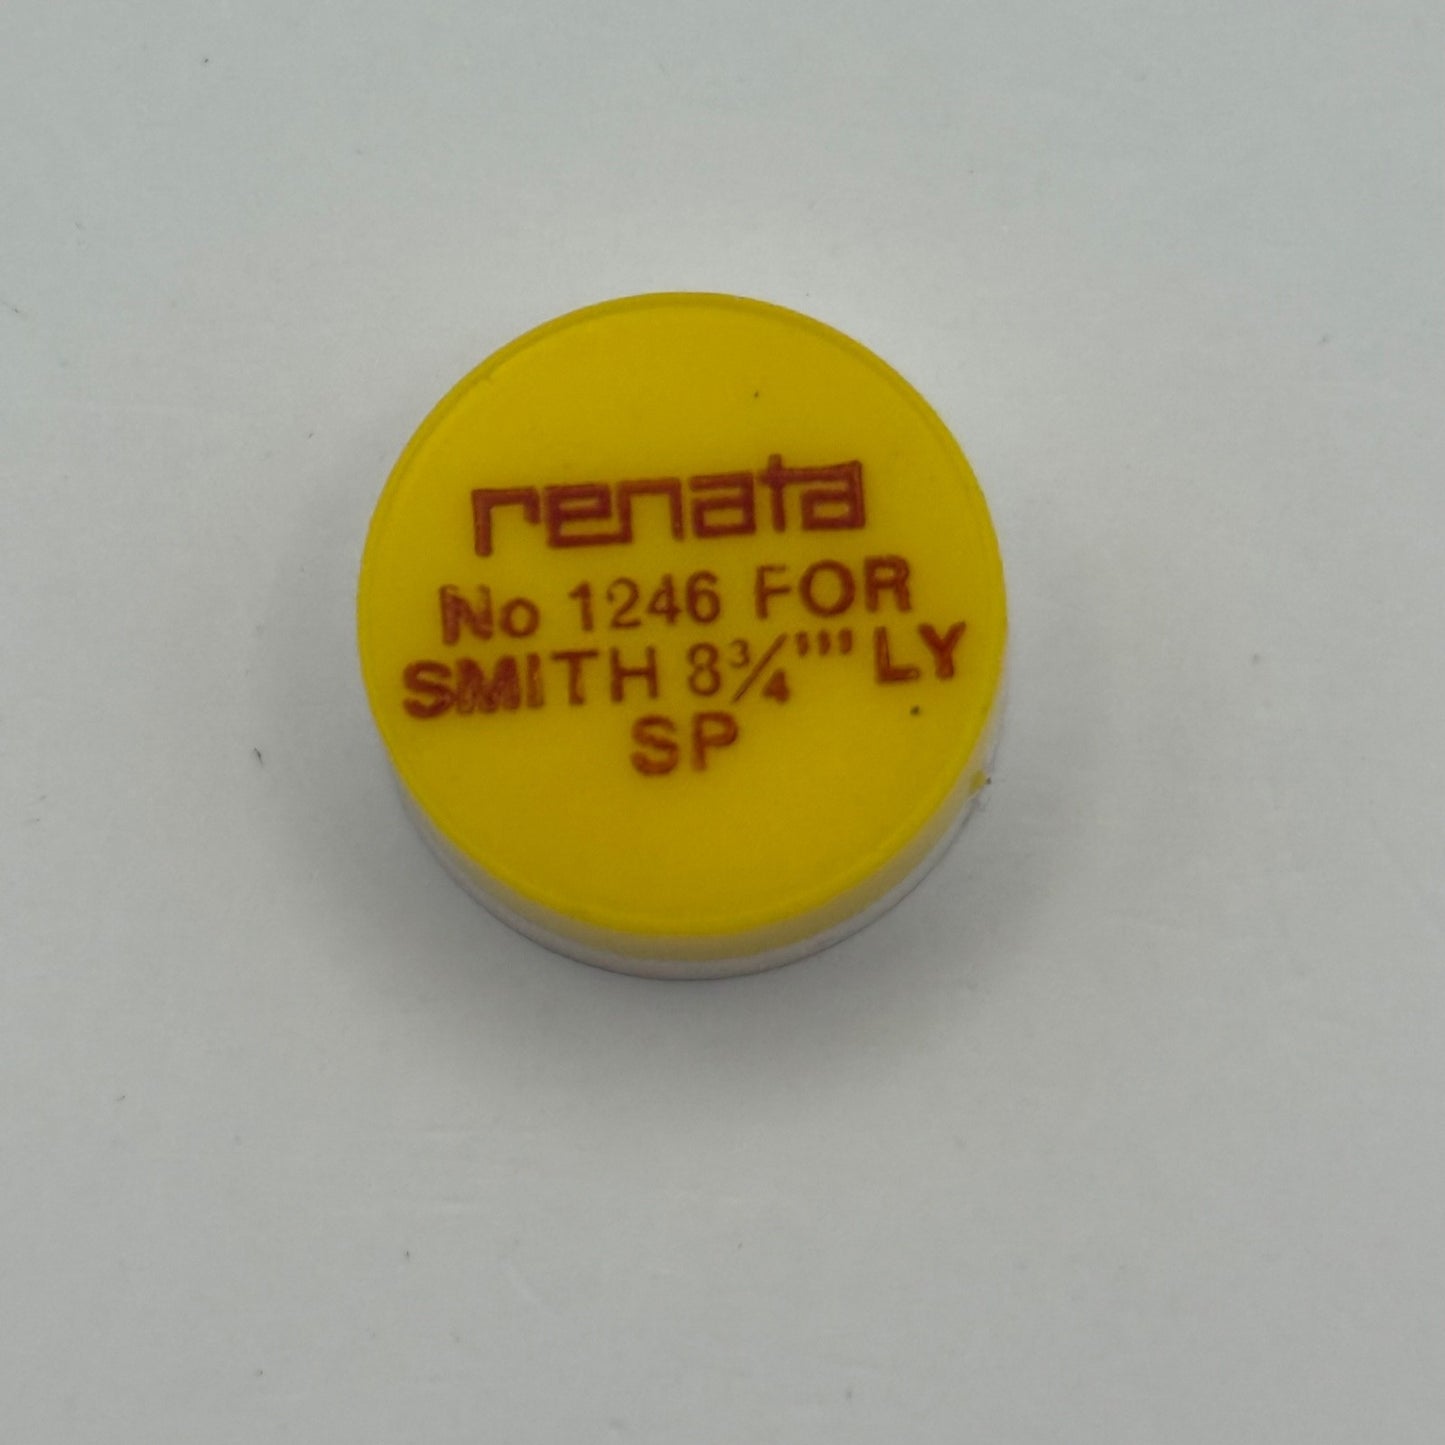 renata
No 1246 FOR
SMITH 8¾''' LY
SP